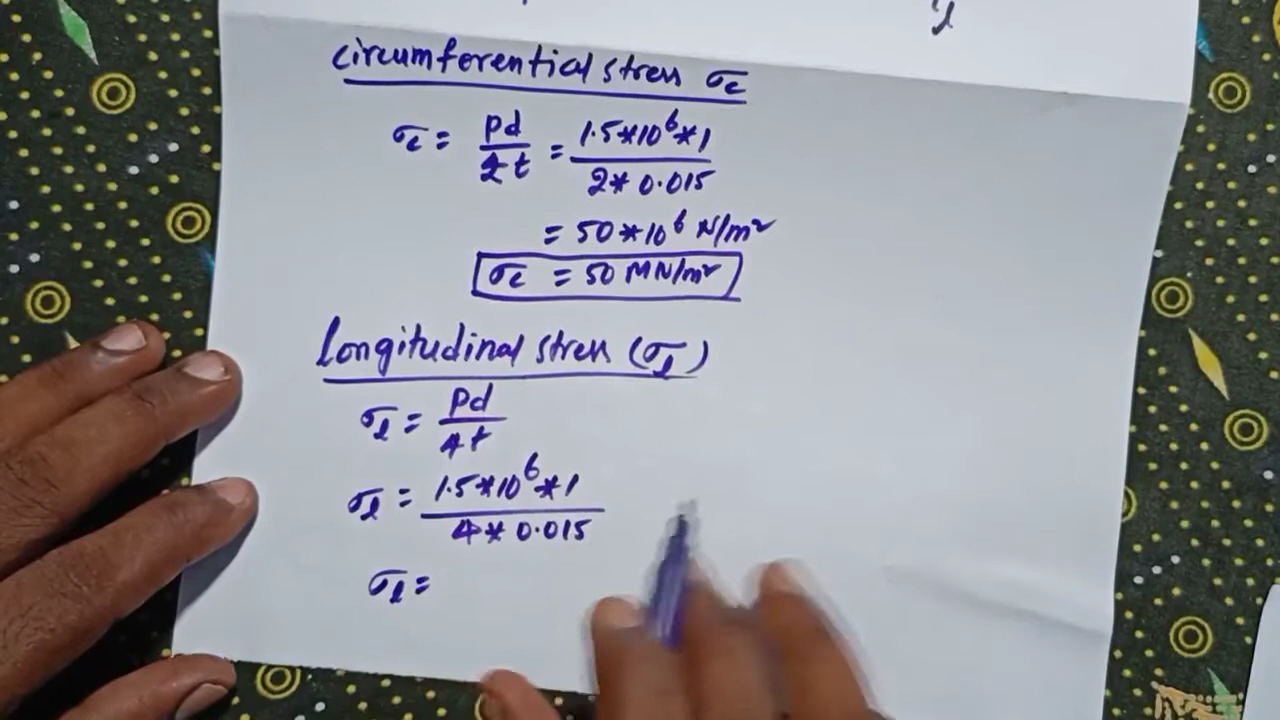 circumferential stress σc
σc = Pd/2t = 1.5*10^6*1/2*0.015
= 50*10^6 N/m²
σc = 50 MN/m²
longitudinal stress (σl)
σl = Pd/4t
σl = 1.5*10^6*1/4*0.015
σl =